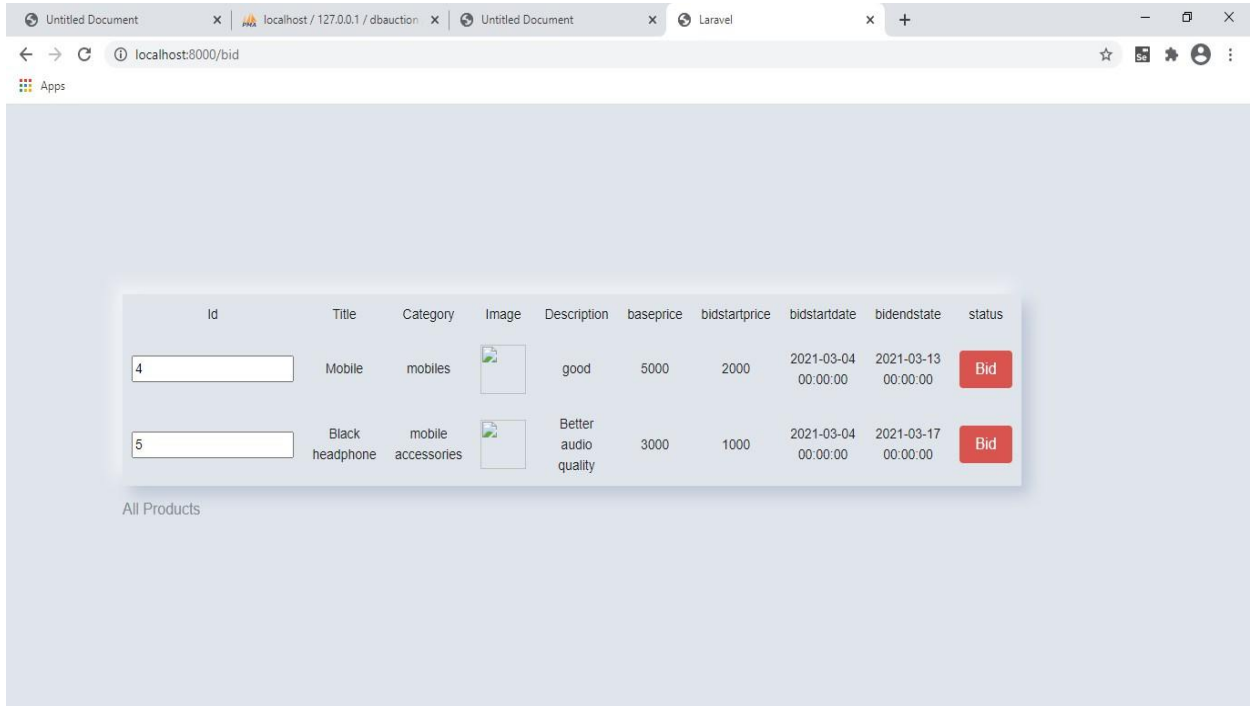 Untitled Document
localhost / 127.0.0.1 / dbauction
Untitled Document
Laravel
localhost:8000/bid
Apps
Id Title Category Image Description baseprice bidstartprice bidstartdate bidendstate status
4 Mobile mobiles good 5000 2000 2021-03-04 00:00:00 2021-03-13 00:00:00 Bid
5 Black headphone mobile accessories Better audio quality 3000 1000 2021-03-04 00:00:00 2021-03-17 00:00:00 Bid
All Products